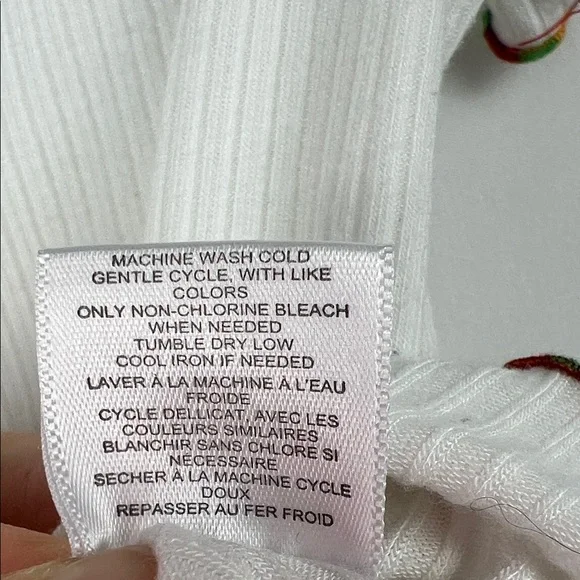 MACHINE WASH COLD
GENTLE CYCLE, WITH LIKE
COLORS
ONLY NON-CHLORINE BLEACH
WHEN NEEDED
TUMBLE DRY LOW
COOL IRON IF NEEDED
LAVER À LA MACHINE À L'EAU
FROIDE
CYCLE DELLICAT, AVEC LES
COULEURS SIMILAIRES
BLANCHIR SANS CHLORE SI
NÉCESSAIRE
SECHER À LA MACHINE CYCLE
DOUX
REPASSER AU FER FROID